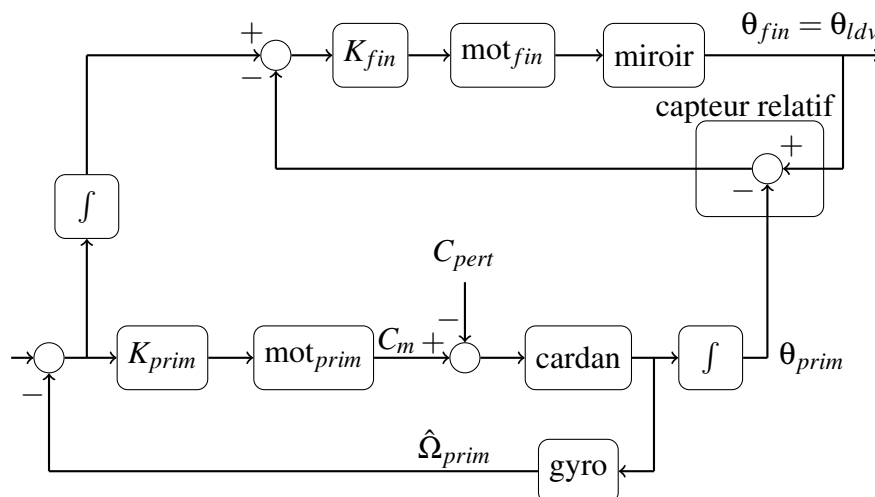 θ_fin = θ_ldv
+
−
K_fin
mot_fin
miroir
capteur relatif
+
−
∫
C_pert
−
K_prim
mot_prim
C_m +
cardan
∫
θ_prim
−
Ω̂_prim
gyro